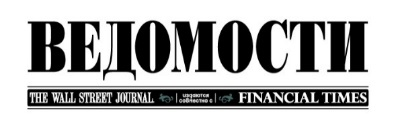 ВЕДОМОСТИ
THE WALL STREET JOURNAL. издается совместно с FINANCIAL TIMES